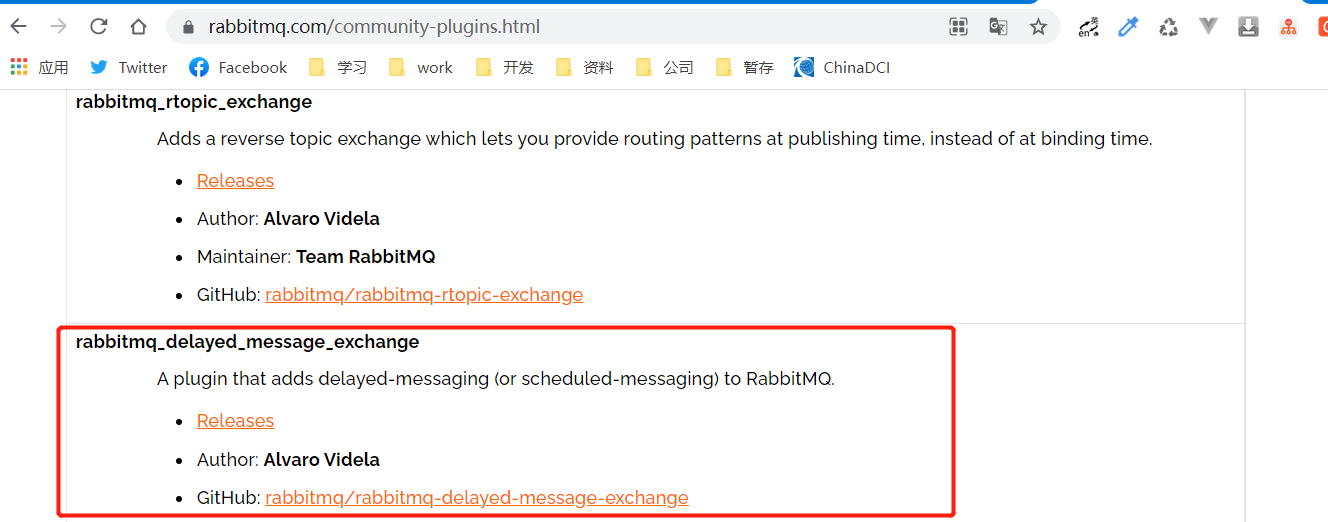 rabbitmq.com/community-plugins.html
英
en
应用
Twitter
Facebook
学习
work
开发
资料
公司
暂存
ChinaDCI
rabbitmq_rtopic_exchange
Adds a reverse topic exchange which lets you provide routing patterns at publishing time, instead of at binding time.
• Releases
• Author: Alvaro Videla
• Maintainer: Team RabbitMQ
• GitHub: rabbitmq/rabbitmq-rtopic-exchange
rabbitmq_delayed_message_exchange
A plugin that adds delayed-messaging (or scheduled-messaging) to RabbitMQ.
• Releases
• Author: Alvaro Videla
• GitHub: rabbitmq/rabbitmq-delayed-message-exchange